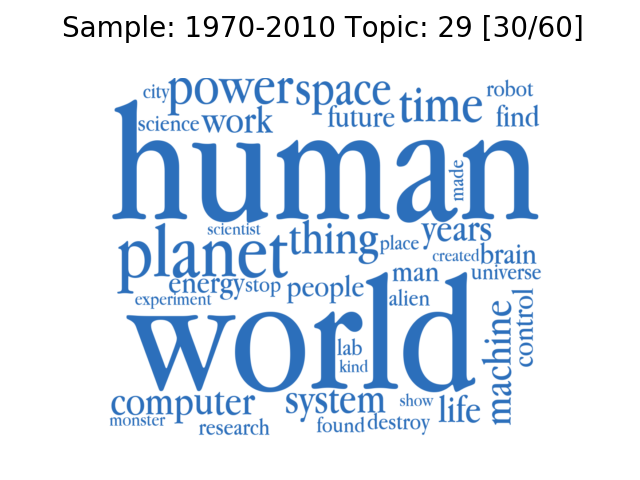 Sample: 1970-2010 Topic: 29 [30/60]
city power space time robot
science work future find
human made
scientist
planet thing place years
created brain
energy stop people man universe
experiment alien
world
lab
kind
machine control
computer system show life
monster research found destroy